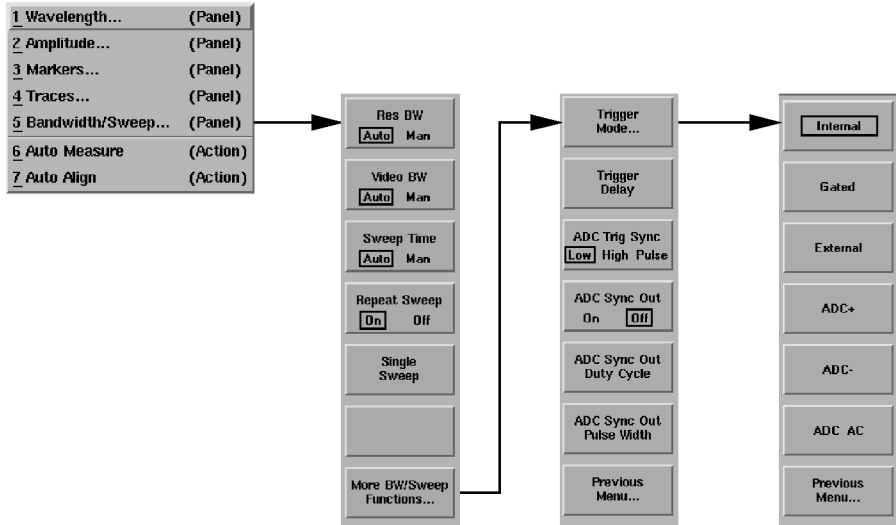 1 Wavelength... (Panel)
2 Amplitude... (Panel)
3 Markers... (Panel)
4 Traces... (Panel)
5 Bandwidth/Sweep... (Panel)
6 Auto Measure (Action)
7 Auto Align (Action)
Res BW
Auto Man
Video BW
Auto Man
Sweep Time
Auto Man
Repeat Sweep
On Off
Single
Sweep
More BW/Sweep
Functions...
Trigger
Mode...
Trigger
Delay
ADC Trig Sync
Low High Pulse
ADC Sync Out
On Off
ADC Sync Out
Duty Cycle
ADC Sync Out
Pulse Width
Previous
Menu...
Internal
Gated
External
ADC+
ADC-
ADC AC
Previous
Menu...